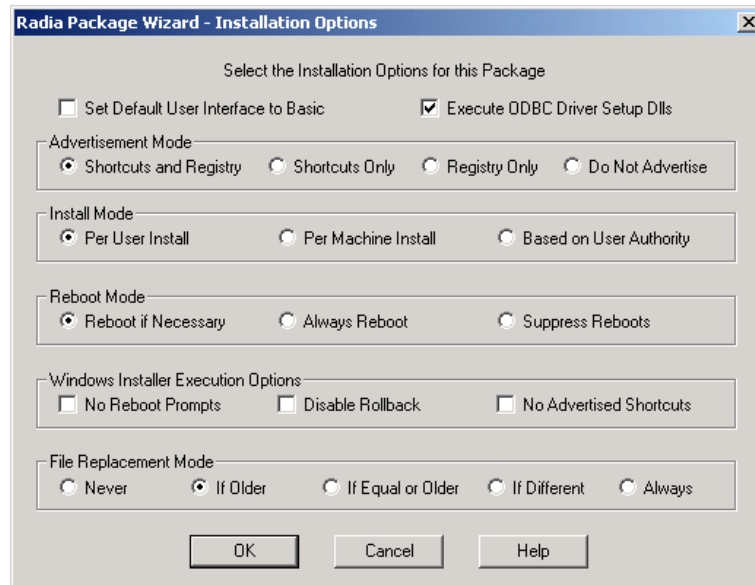 Radia Package Wizard - Installation Options
Select the Installation Options for this Package
Set Default User Interface to Basic Execute ODBC Driver Setup Dlls
Advertisement Mode
Shortcuts and Registry Shortcuts Only Registry Only Do Not Advertise
Install Mode
Per User Install Per Machine Install Based on User Authority
Reboot Mode
Reboot if Necessary Always Reboot Suppress Reboots
Windows Installer Execution Options
No Reboot Prompts Disable Rollback No Advertised Shortcuts
File Replacement Mode
Never If Older If Equal or Older If Different Always
OK Cancel Help